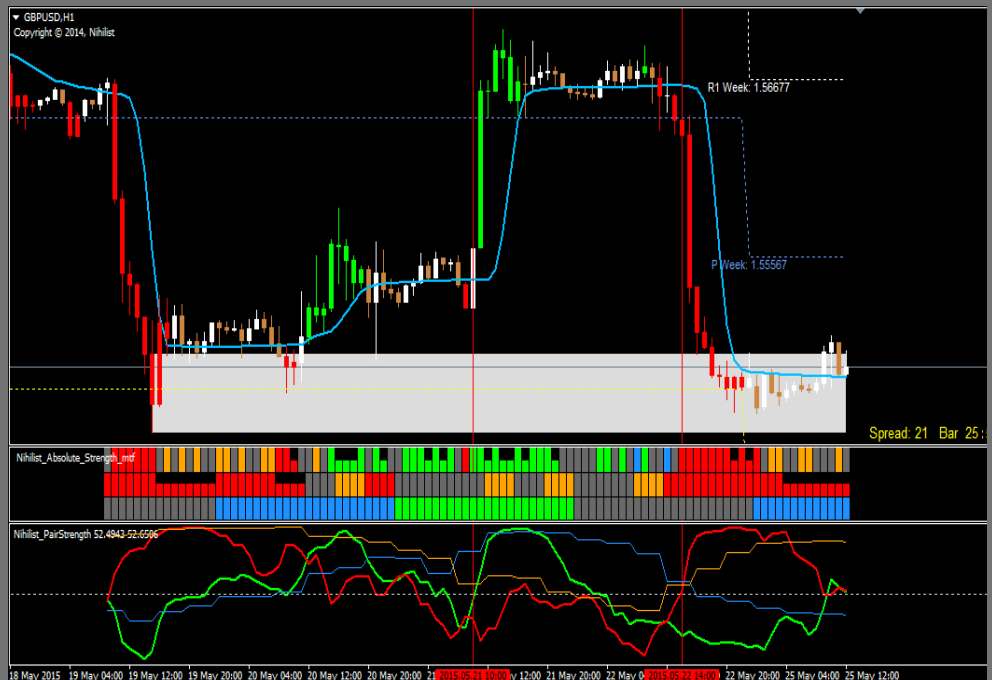 GBPUSD,H1
Copyright © 2014, Nihilist
R1 Week: 1.56677
P Week: 1.55567
Spread: 21 Bar 25
Nihilist_Absolute_Strength_mtf
Nihilist_PairStrength 52.4943 52.6506
18 May 2015 19 May 04:00 19 May 12:00 19 May 20:00 20 May 04:00 20 May 12:00 20 May 20:00 21 2015.05.21 10:00 12:00 21 May 20:00 22 May 2015.05.22 14:00 22 May 20:00 25 May 04:00 25 May 12:00